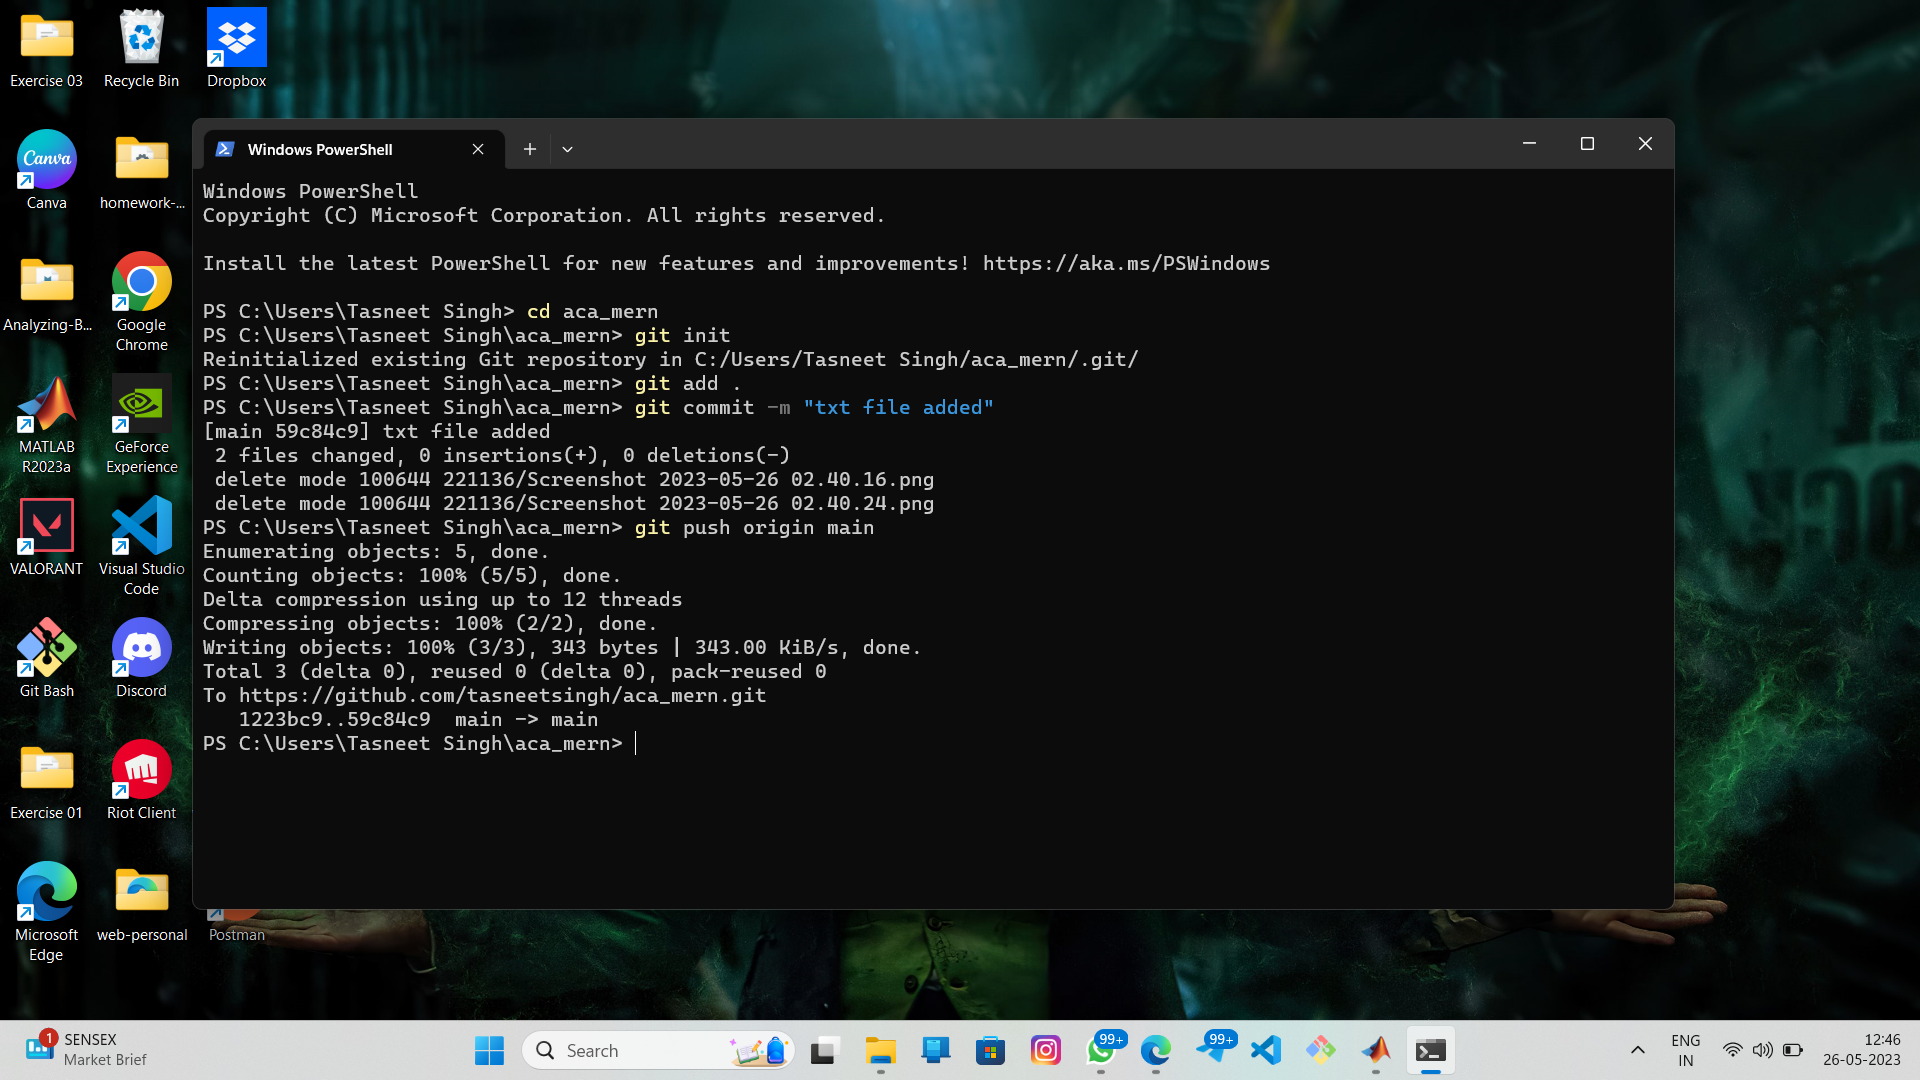 Exercise 03
Recycle Bin
Dropbox
Canva
Canva
homework-...
Analyzing-B...
Google
Chrome
MATLAB
R2023a
GeForce
Experience
VALORANT
Visual Studio
Code
Git Bash
Discord
Exercise 01
Riot Client
Microsoft
Edge
web-personal
Postman
Windows PowerShell
Windows PowerShell
Copyright (C) Microsoft Corporation. All rights reserved.
Install the latest PowerShell for new features and improvements! https://aka.ms/PSWindows
PS C:\Users\Tasneet Singh> cd aca_mern
PS C:\Users\Tasneet Singh\aca_mern> git init
Reinitialized existing Git repository in C:/Users/Tasneet Singh/aca_mern/.git/
PS C:\Users\Tasneet Singh\aca_mern> git add .
PS C:\Users\Tasneet Singh\aca_mern> git commit -m "txt file added"
[main 59c84c9] txt file added
 2 files changed, 0 insertions(+), 0 deletions(-)
 delete mode 100644 221136/Screenshot 2023-05-26 02.40.16.png
 delete mode 100644 221136/Screenshot 2023-05-26 02.40.24.png
PS C:\Users\Tasneet Singh\aca_mern> git push origin main
Enumerating objects: 5, done.
Counting objects: 100% (5/5), done.
Delta compression using up to 12 threads
Compressing objects: 100% (2/2), done.
Writing objects: 100% (3/3), 343 bytes | 343.00 KiB/s, done.
Total 3 (delta 0), reused 0 (delta 0), pack-reused 0
To https://github.com/tasneetsingh/aca_mern.git
   1223bc9..59c84c9  main -> main
PS C:\Users\Tasneet Singh\aca_mern>
1
SENSEX
Market Brief
Search
99+
99+
ENG
IN
12:46
26-05-2023